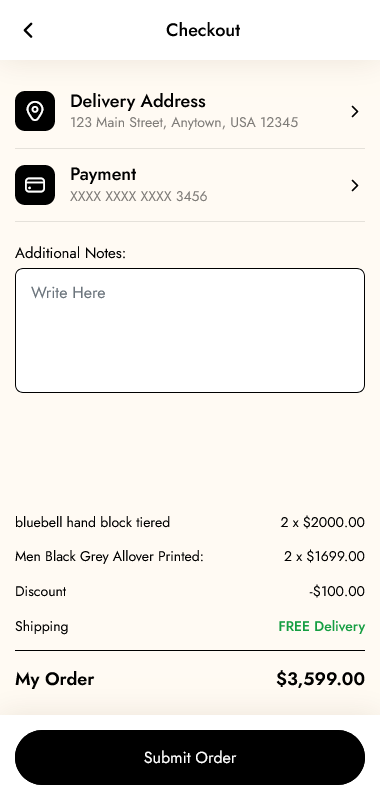 Checkout
Delivery Address
123 Main Street, Anytown, USA 12345
Payment
XXXX XXXX XXXX 3456
Additional Notes:
Write Here
bluebell hand block tiered 2 x $2000.00
Men Black Grey Allover Printed: 2 x $1699.00
Discount -$100.00
Shipping FREE Delivery
My Order $3,599.00
Submit Order